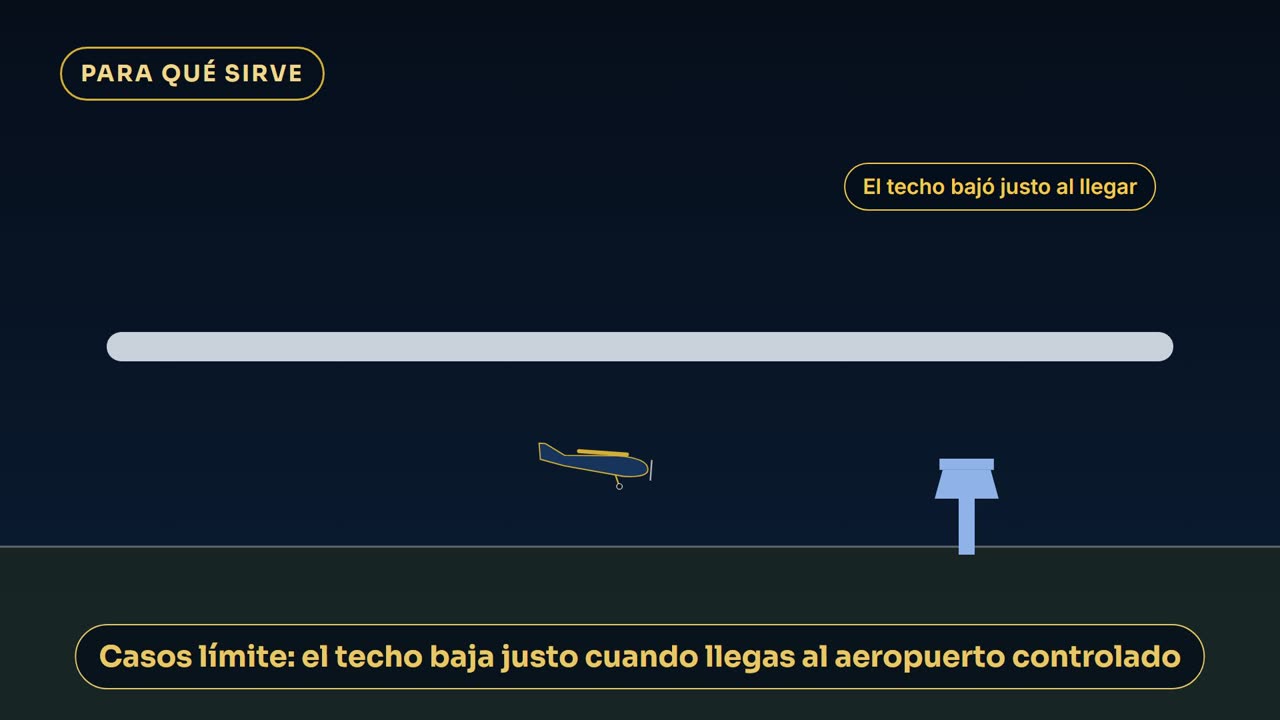 PARA QUÉ SIRVE
El techo bajó justo al llegar
Casos límite: el techo baja justo cuando llegas al aeropuerto controlado